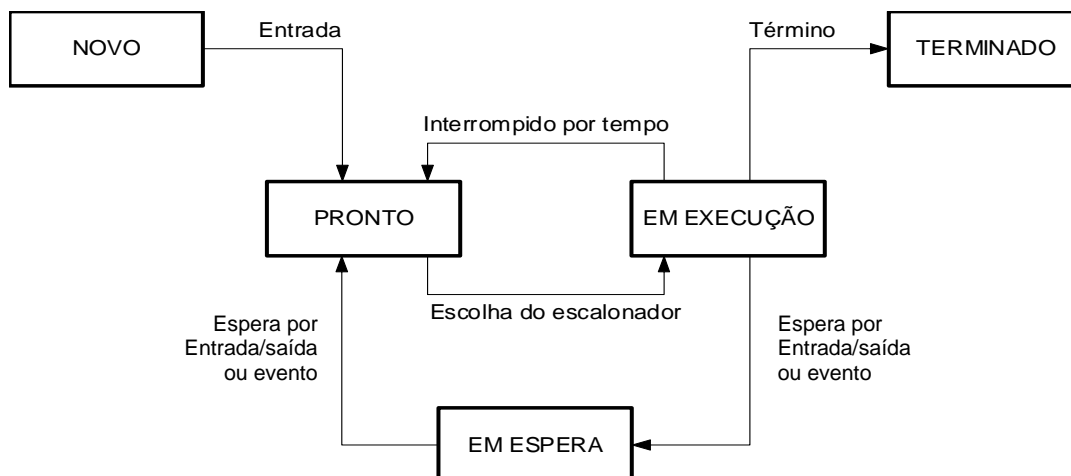 NOVO
Entrada
Término
TERMINADO
Interrompido por tempo
PRONTO
EM EXECUÇÃO
Escolha do escalonador
Espera por
Entrada/saída
ou evento
Espera por
Entrada/saída
ou evento
EM ESPERA